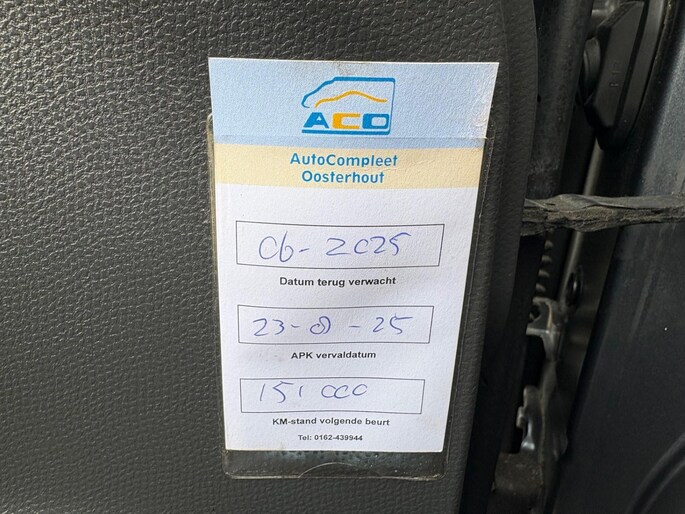 ACO
AutoCompleet
Oosterhout
06-2025
Datum terug verwacht
23-8-25
APK vervaldatum
151 000
KM-stand volgende beurt
Tel: 0162-439944